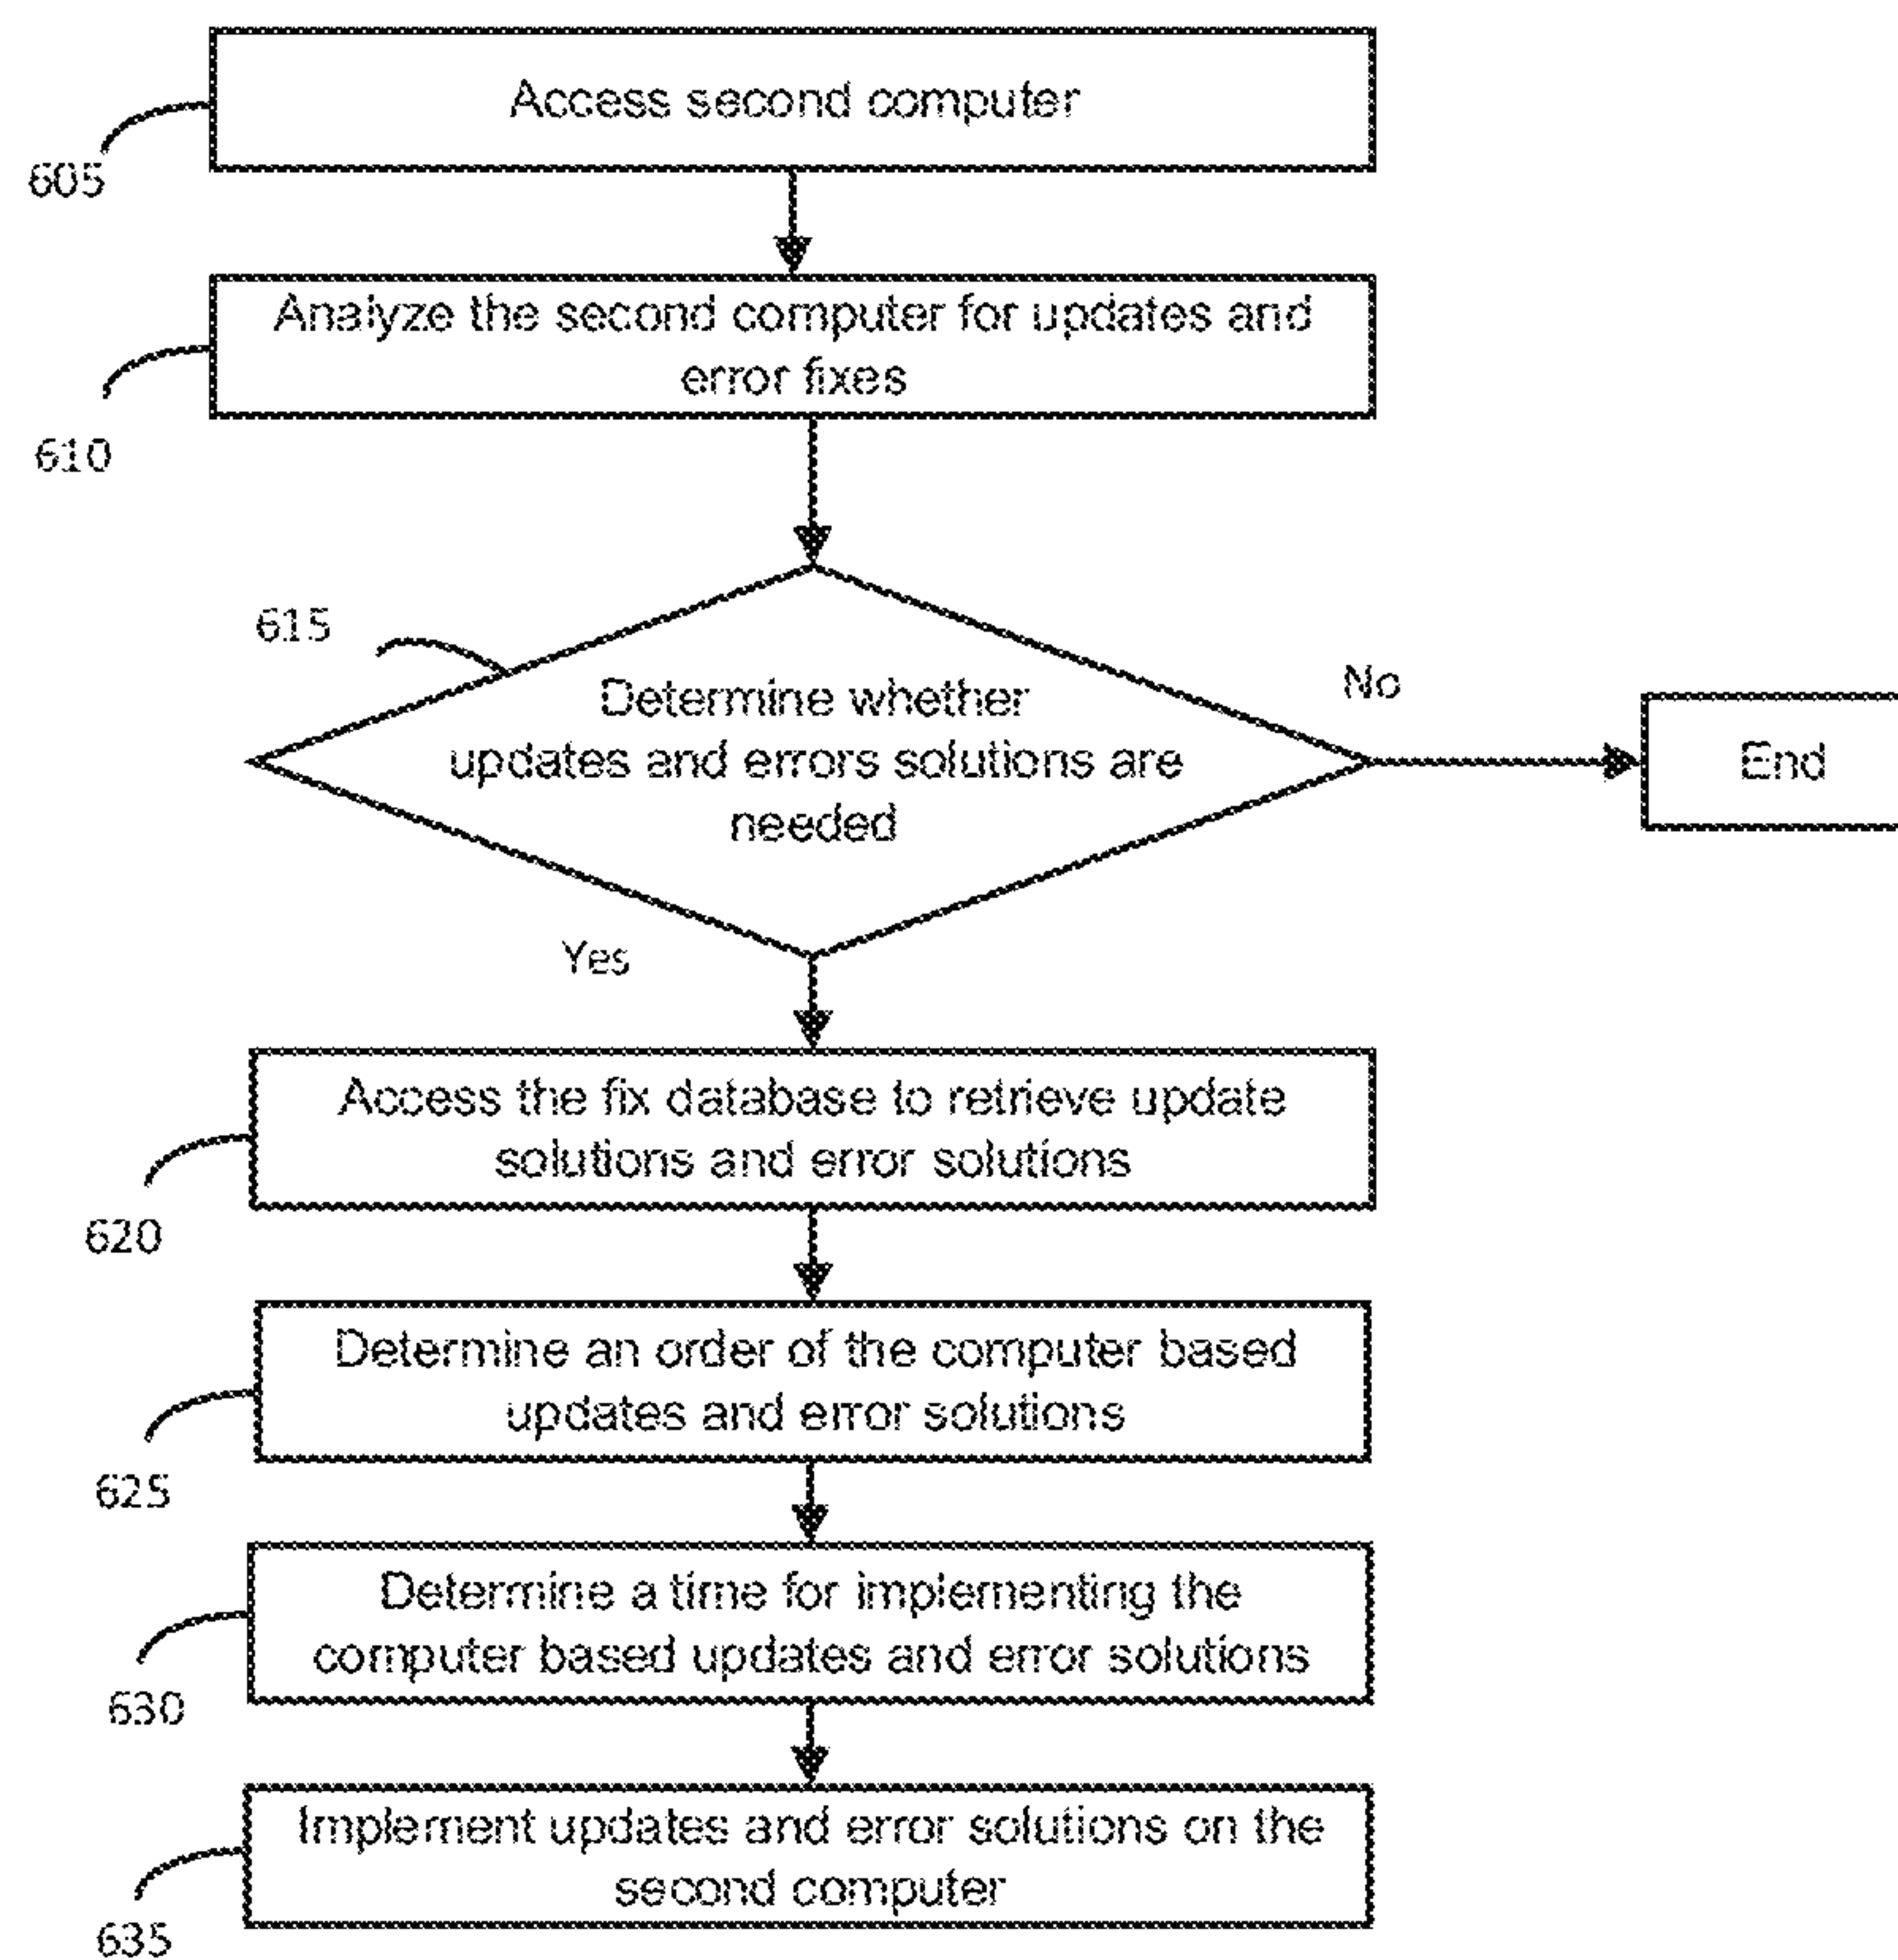 Access second computer
605
Analyze the second computer for updates and
error fixes
610
615
Determine whether
updates and errors solutions are
needed
No
End
Yes
Access the fix database to retrieve update
solutions and error solutions
620
Determine an order of the computer based
updates and error solutions
625
Determine a time for implementing the
computer based updates and error solutions
630
Implement updates and error solutions on the
second computer
635